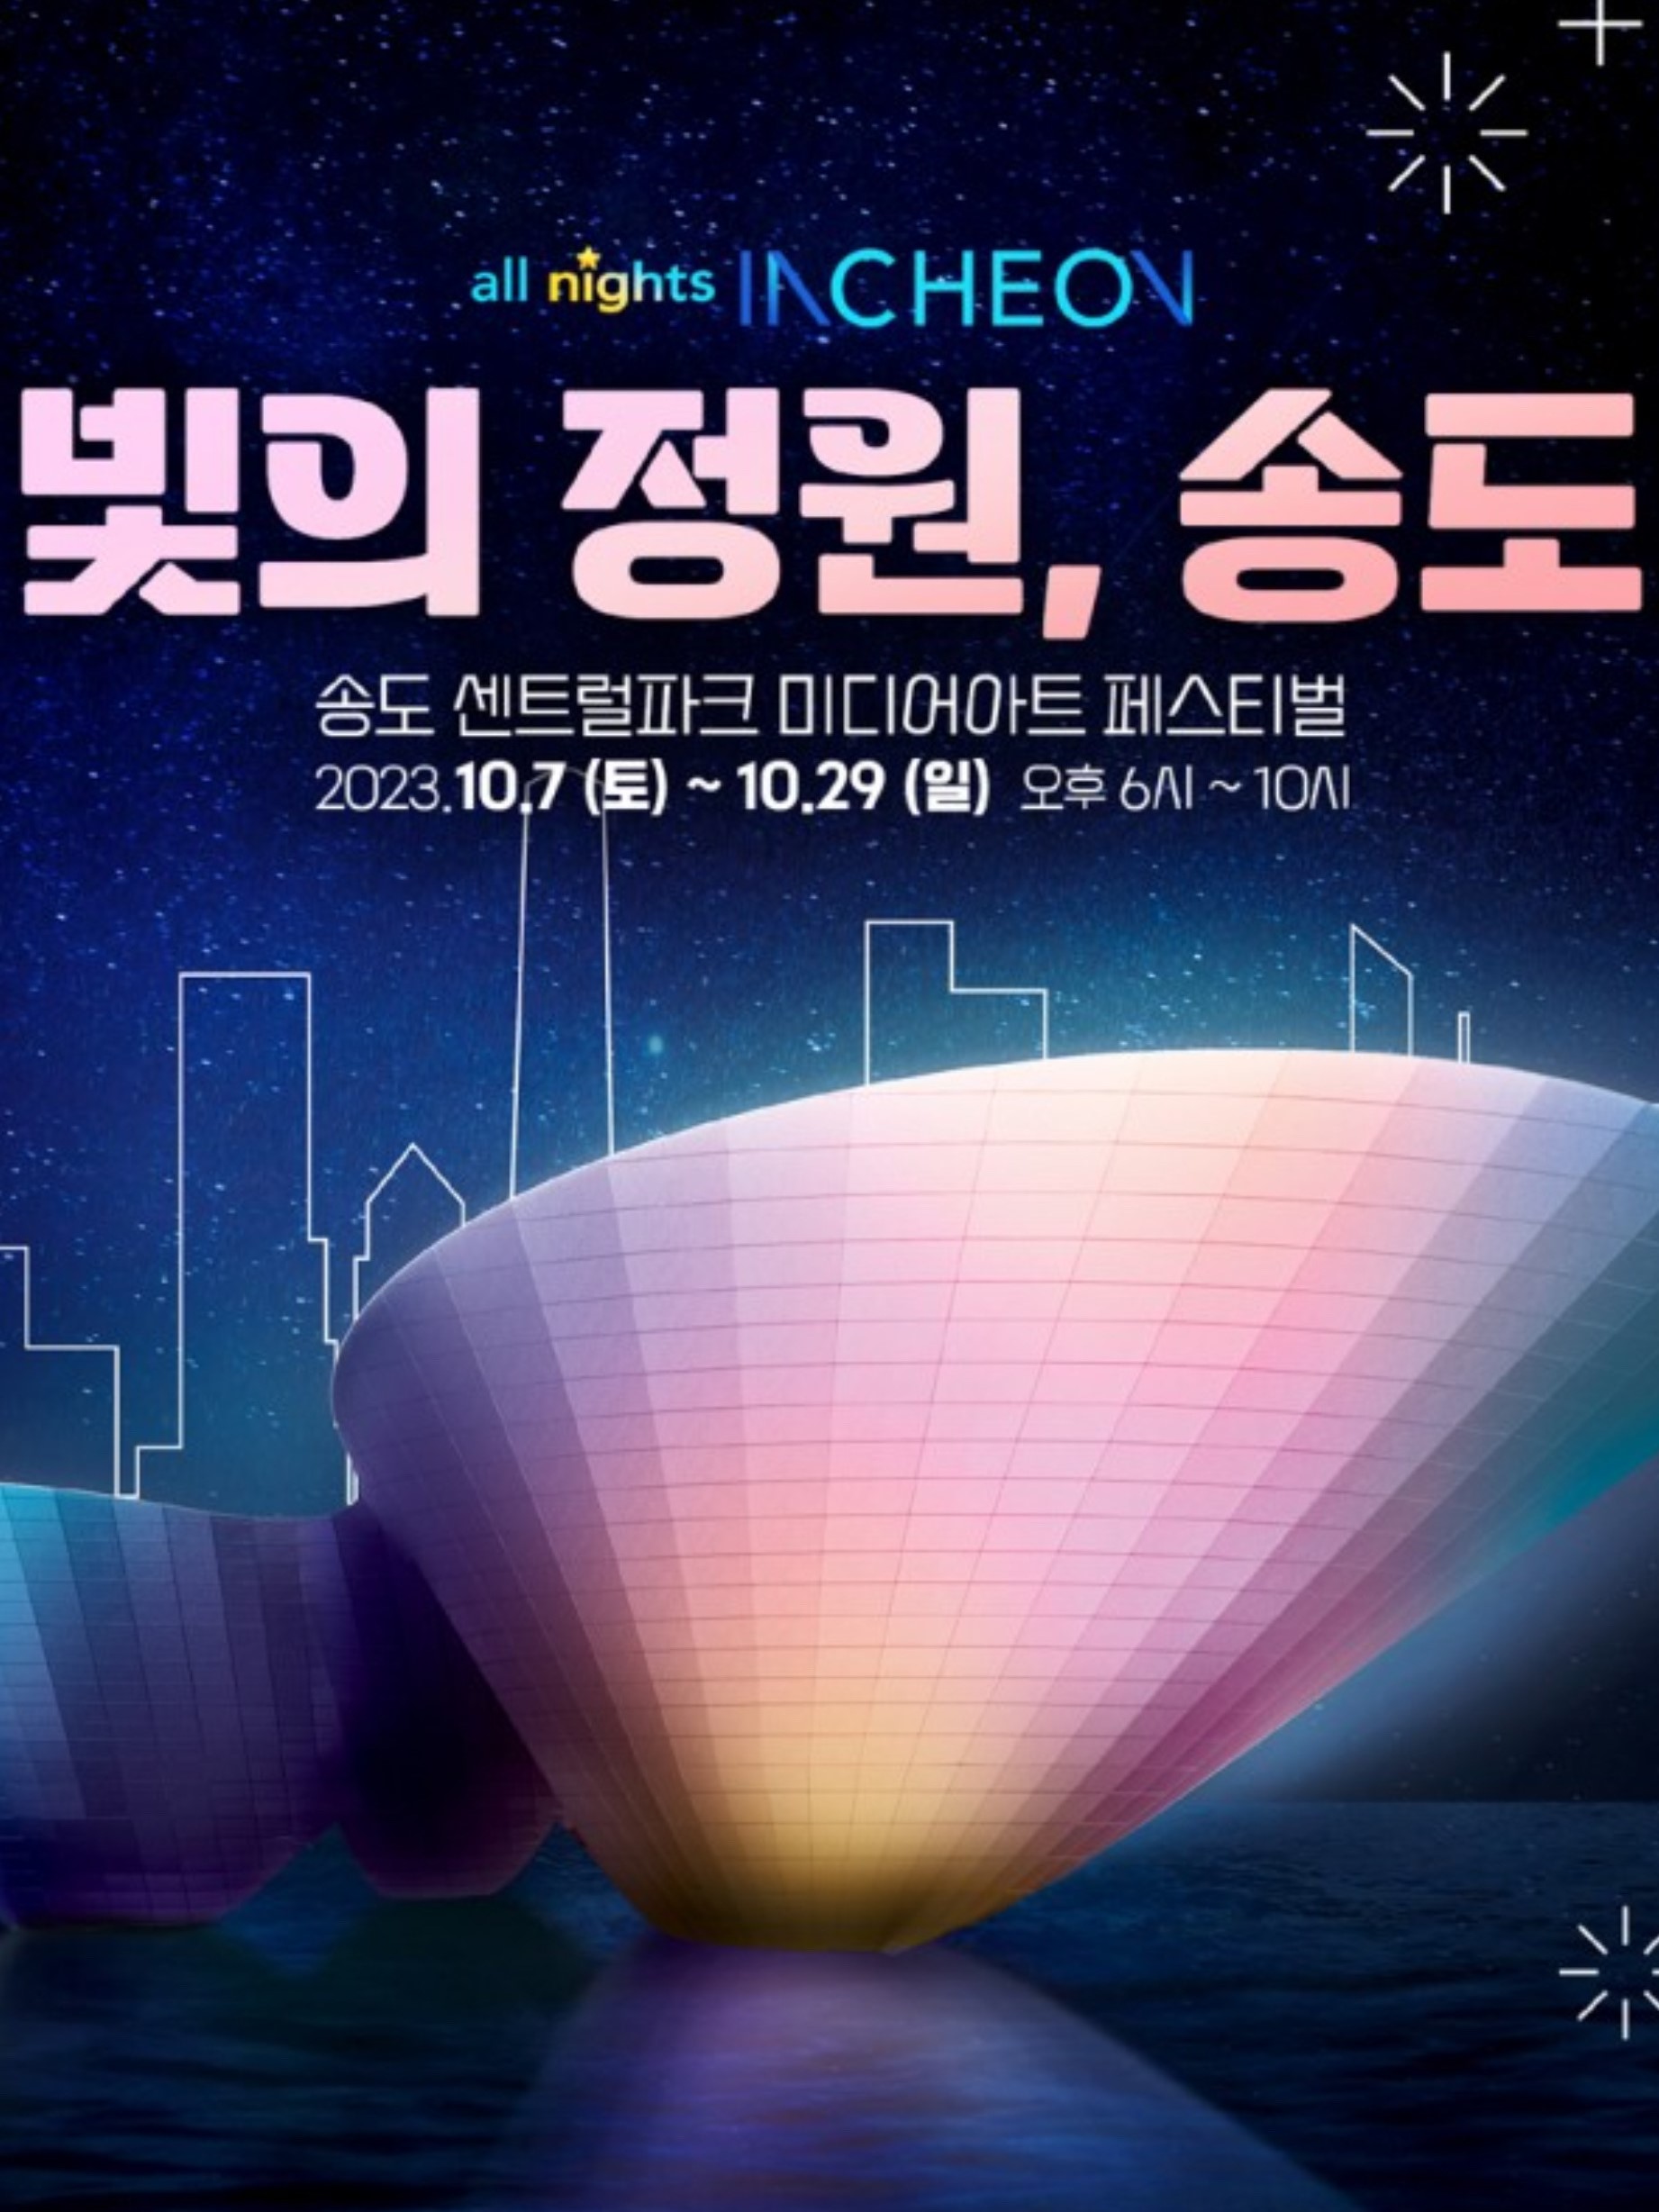 all nights INCHEON
빛의 정원, 송도
송도 센트럴파크 미디어아트 페스티벌
2023.10.7 (토) ~ 10.29 (일) 오후 6시 ~ 10시